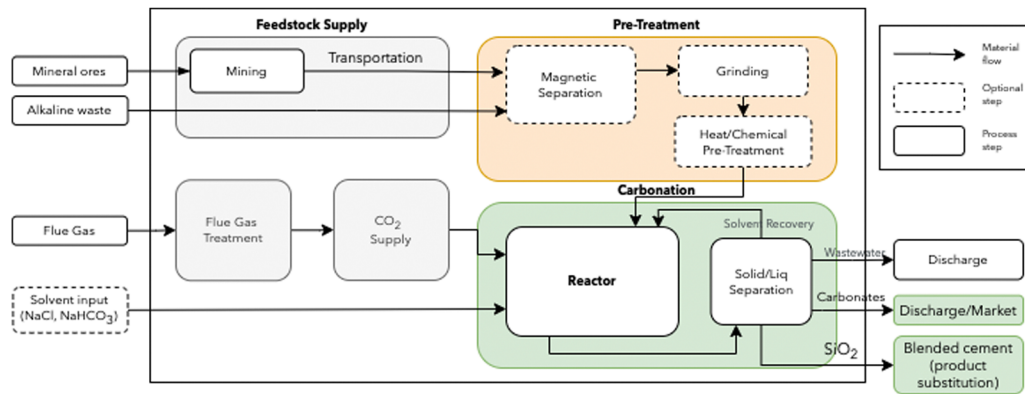 Feedstock Supply
Pre-Treatment
Mineral ores
Mining
Transportation
Magnetic
Separation
Grinding
Alkaline waste
Heat/Chemical
Pre-Treatment
Material
flow
Optional
step
Process
step
Carbonation
Flue Gas
Flue Gas
Treatment
CO₂
Supply
Solvent Recovery
Reactor
Solid/Liq
Separation
Wastewater
Discharge
Solvent input
(NaCl, NaHCO₃)
Carbonates
Discharge/Market
SiO₂
Blended cement
(product
substitution)